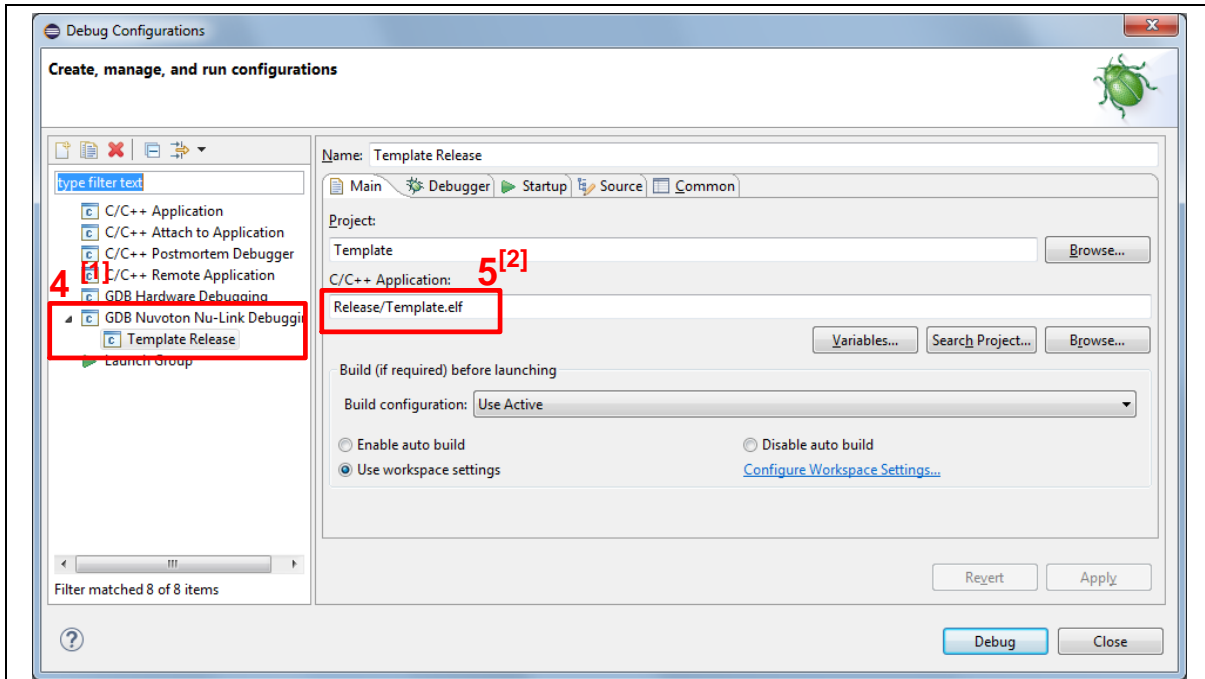 Debug Configurations
Create, manage, and run configurations
type filter text
C/C++ Application
C/C++ Attach to Application
C/C++ Postmortem Debugger
C/C++ Remote Application
GDB Hardware Debugging
GDB Nuvoton Nu-Link Debuggin
Template Release
Launch Group
4 [1]
Filter matched 8 of 8 items
Name: Template Release
Main Debugger Startup Source Common
Project:
Template Browse...
5 [2]
C/C++ Application:
Release/Template.elf
Variables... Search Project... Browse...
Build (if required) before launching
Build configuration: Use Active
Enable auto build Disable auto build
Use workspace settings Configure Workspace Settings...
Revert Apply
Debug Close